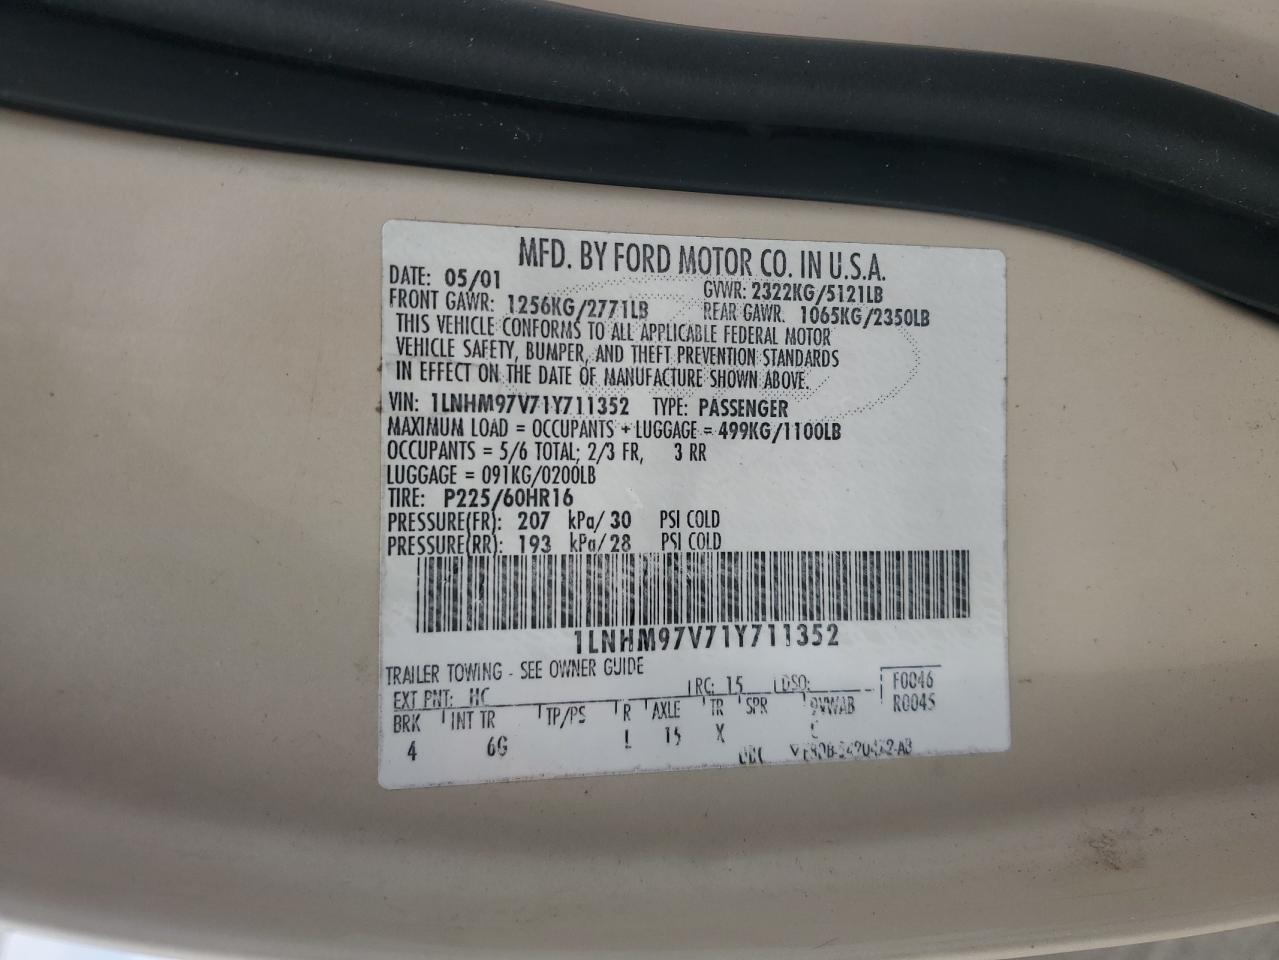 MFD. BY FORD MOTOR CO. IN U.S.A.
DATE: 05/01 GVWR: 2322KG/5121LB
FRONT GAWR: 1256KG/2771LB REAR GAWR: 1065KG/2350LB
THIS VEHICLE CONFORMS TO ALL APPLICABLE FEDERAL MOTOR
VEHICLE SAFETY, BUMPER, AND THEFT PREVENTION STANDARDS
IN EFFECT ON THE DATE OF MANUFACTURE SHOWN ABOVE.
VIN: 1LNHM97V71Y711352 TYPE: PASSENGER
MAXIMUM LOAD = OCCUPANTS + LUGGAGE = 499KG/1100LB
OCCUPANTS = 5/6 TOTAL; 2/3 FR, 3 RR
LUGGAGE = 091KG/0200LB
TIRE: P225/60HR16
PRESSURE(FR): 207 kPa/30 PSI COLD
PRESSURE(RR): 193 kPa/28 PSI COLD
1LNHM97V71Y711352
TRAILER TOWING - SEE OWNER GUIDE
EXT PNT: RC: 15 DSO: F0046
R0045
BRK INT TR TP/PS R AXLE TR SPR
4 6G 15 X